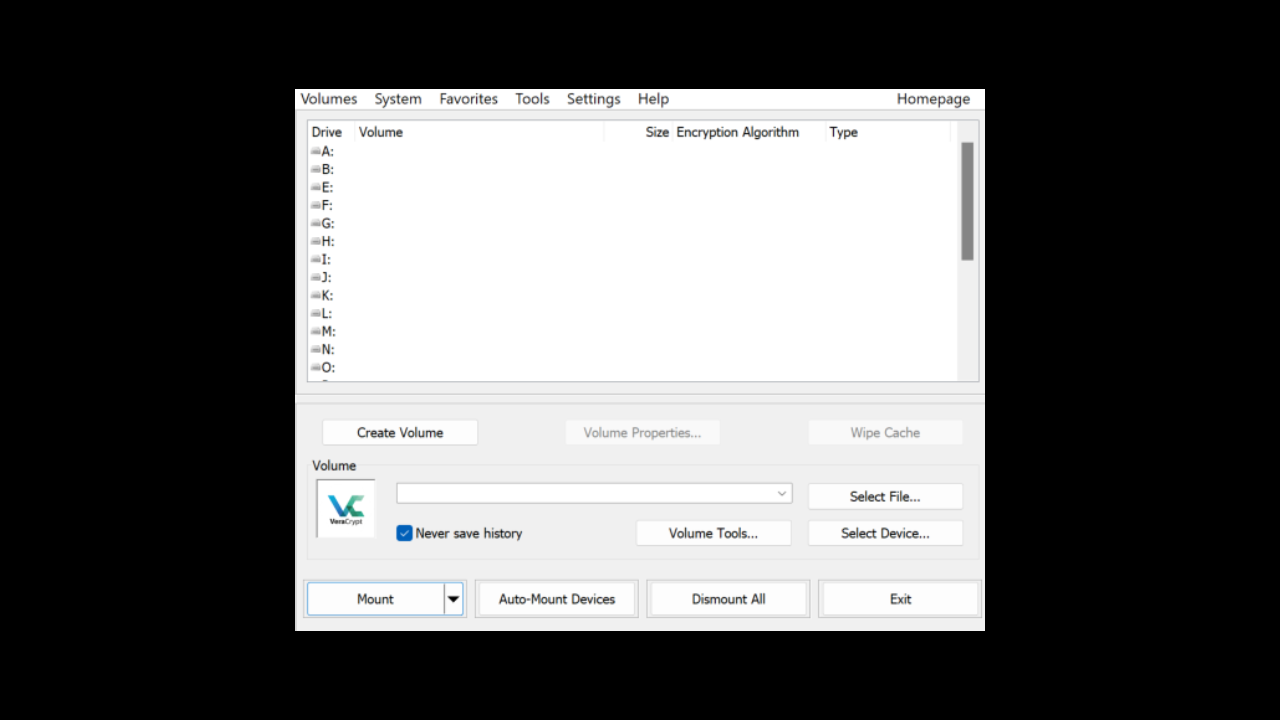 Volumes System Favorites Tools Settings Help Homepage
Drive Volume Size Encryption Algorithm Type
A:
B:
E:
F:
G:
H:
I:
J:
K:
L:
M:
N:
O:
Create Volume Volume Properties... Wipe Cache
Volume
Select File...
VeraCrypt
Never save history Volume Tools... Select Device...
Mount Auto-Mount Devices Dismount All Exit